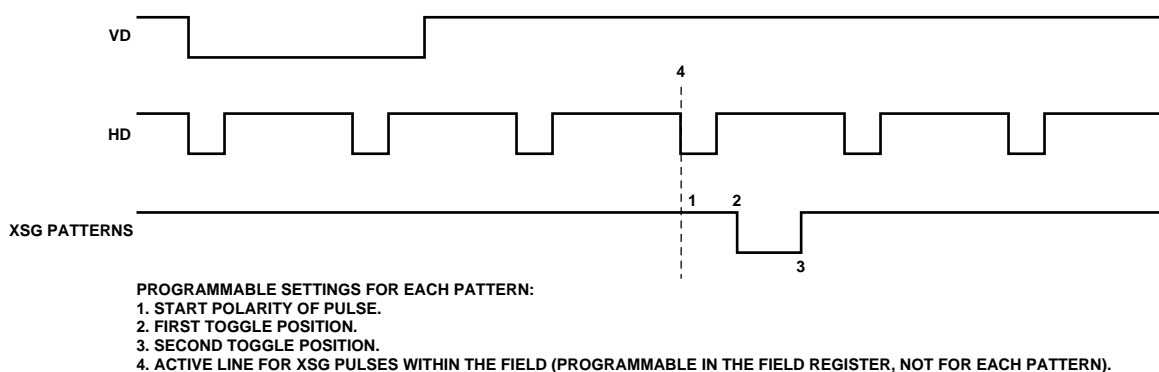 VD
4
HD
1
2
XSG PATTERNS
3
PROGRAMMABLE SETTINGS FOR EACH PATTERN:
1. START POLARITY OF PULSE.
2. FIRST TOGGLE POSITION.
3. SECOND TOGGLE POSITION.
4. ACTIVE LINE FOR XSG PULSES WITHIN THE FIELD (PROGRAMMABLE IN THE FIELD REGISTER, NOT FOR EACH PATTERN).